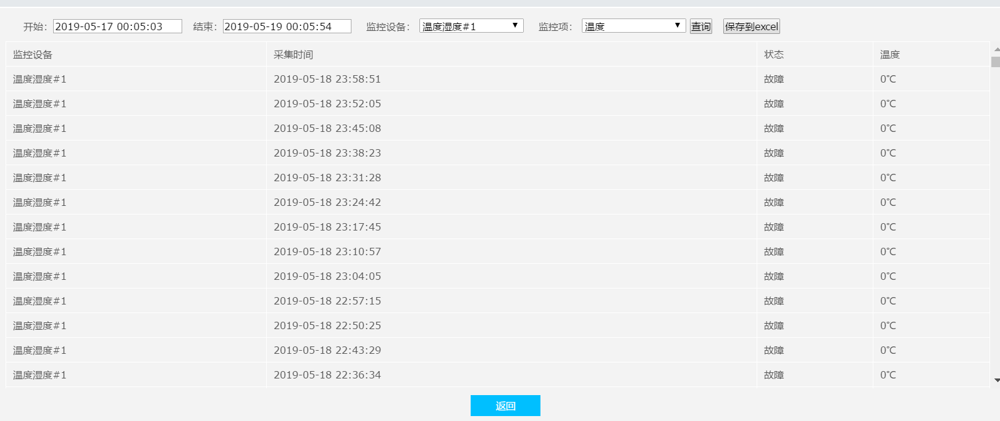 开始：2019-05-17 00:05:03 结束：2019-05-19 00:05:54 监控设备：温度湿度#1 监控项：温度 查询 保存到excel
监控设备 采集时间 状态 温度
温度湿度#1 2019-05-18 23:58:51 故障 0℃
温度湿度#1 2019-05-18 23:52:05 故障 0℃
温度湿度#1 2019-05-18 23:45:08 故障 0℃
温度湿度#1 2019-05-18 23:38:23 故障 0℃
温度湿度#1 2019-05-18 23:31:28 故障 0℃
温度湿度#1 2019-05-18 23:24:42 故障 0℃
温度湿度#1 2019-05-18 23:17:45 故障 0℃
温度湿度#1 2019-05-18 23:10:57 故障 0℃
温度湿度#1 2019-05-18 23:04:05 故障 0℃
温度湿度#1 2019-05-18 22:57:15 故障 0℃
温度湿度#1 2019-05-18 22:50:25 故障 0℃
温度湿度#1 2019-05-18 22:43:29 故障 0℃
温度湿度#1 2019-05-18 22:36:34 故障 0℃
返回